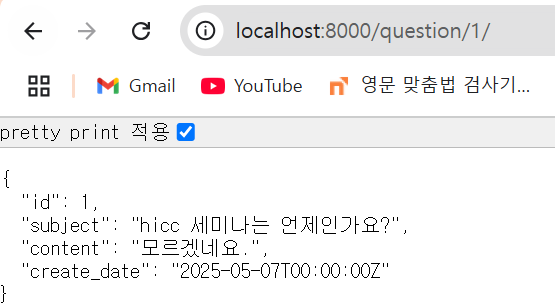 localhost:8000/question/1/
Gmail YouTube 영문 맞춤법 검사기...
pretty print 적용
{
"id": 1,
"subject": "hicc 세미나는 언제인가요?",
"content": "모르겠네요.",
"create_date": "2025-05-07T00:00:00Z"
}